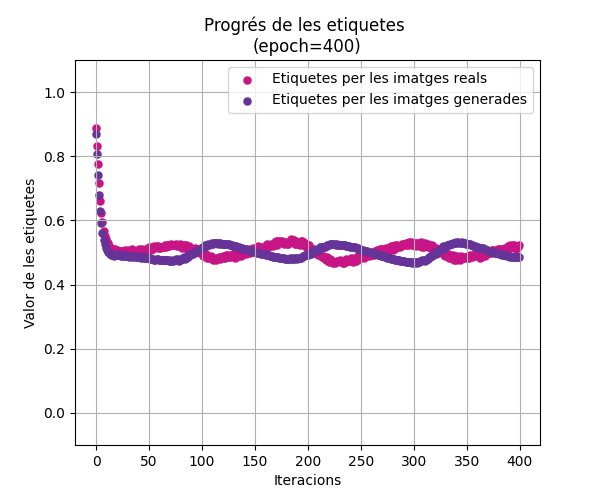 Progrés de les etiquetes
(epoch=400)
Etiquetes per les imatges reals
Etiquetes per les imatges generades
Valor de les etiquetes
1.0
0.8
0.6
0.4
0.2
0.0
0 50 100 150 200 250 300 350 400
Iteracions